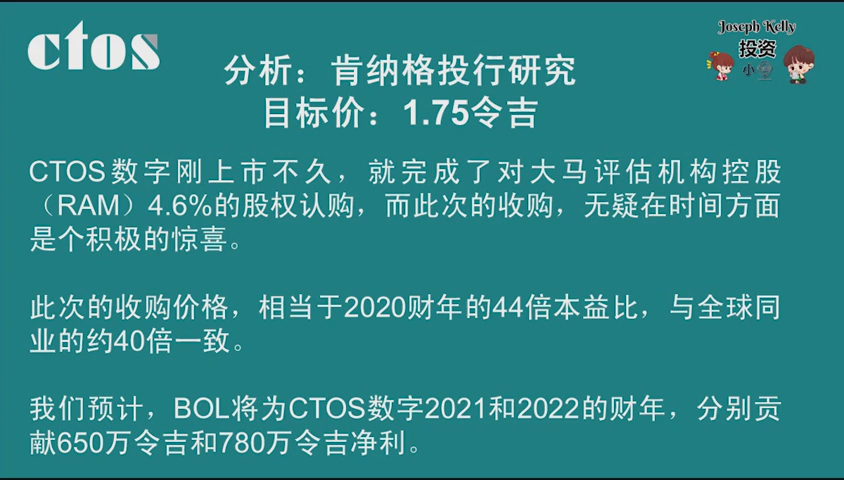 ctos
Joseph Kelly
投资
小
分析：肯纳格投行研究
目标价：1.75令吉
CTOS数字刚上市不久，就完成了对大马评估机构控股
（RAM）4.6%的股权认购，而此次的收购，无疑在时间方面
是个积极的惊喜。
此次的收购价格，相当于2020财年的44倍本益比，与全球同
业的约40倍一致。
我们预计，BOL将为CTOS数字2021和2022的财年，分别贡
献650万令吉和780万令吉净利。